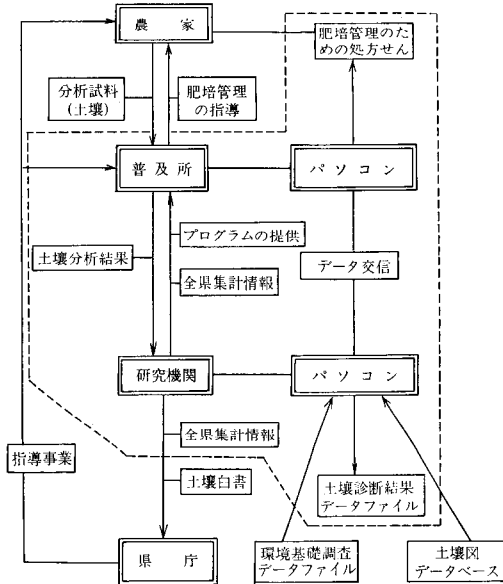 農家
肥培管理のた
めの処方せん
分析試料
(土壌)
肥培管理
の指導
普及所
パソコン
プログラムの提供
土壌分析結果
全県集計情報
データ交信
研究機関
パソコン
全県集計情報
指導事業
土壌白書
土壌診断結果
データファイル
県庁
環境基礎調査
データファイル
土壌図
データベース